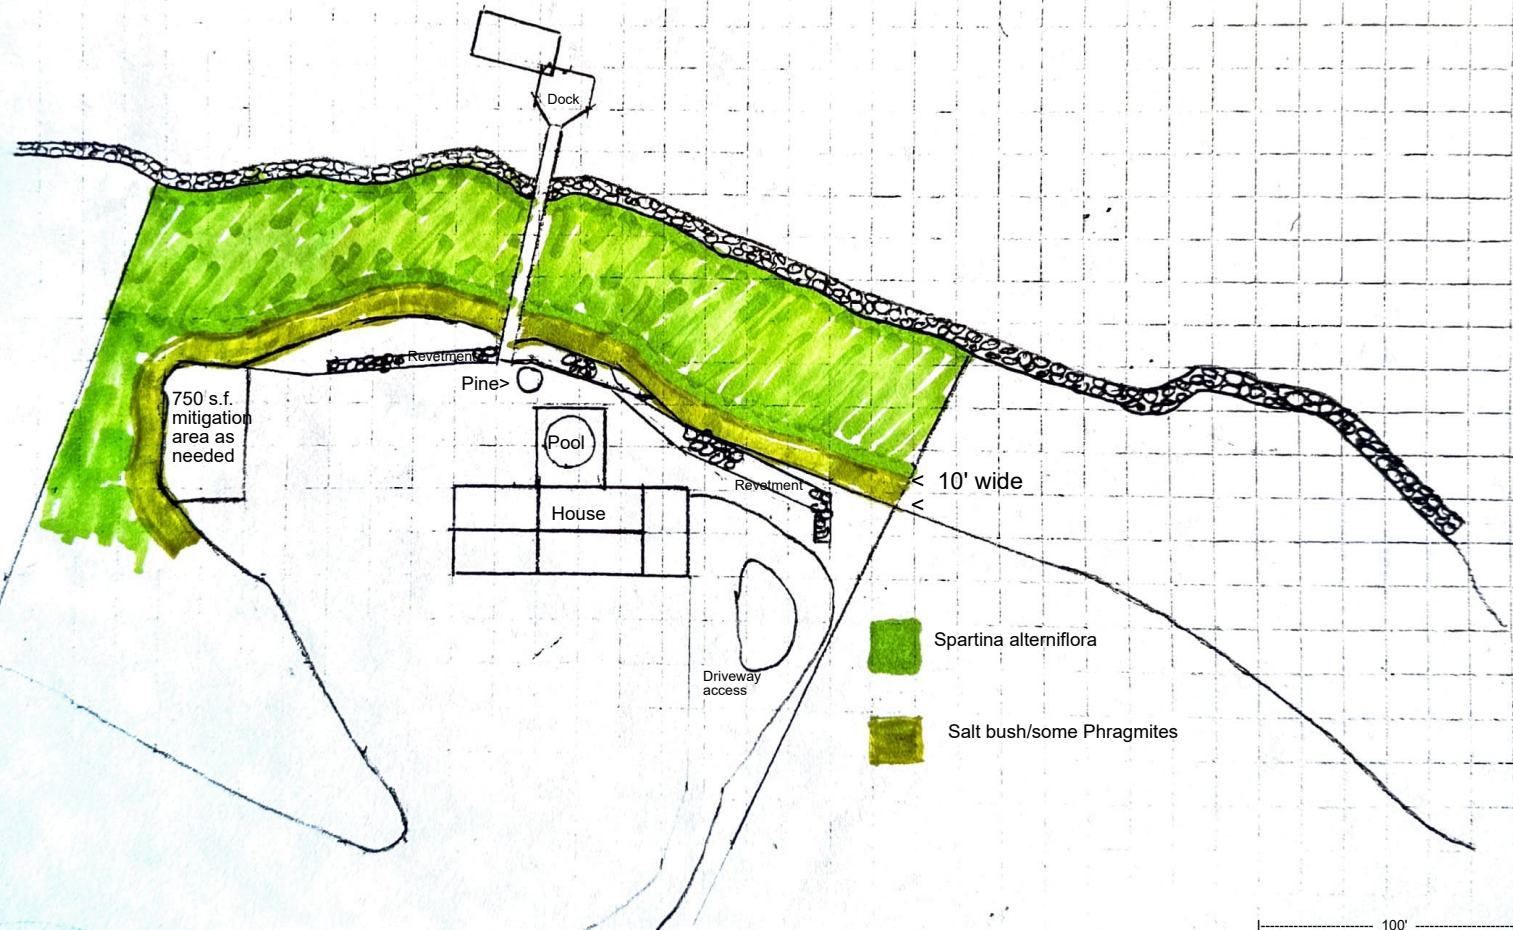 Dock
Revetment
Pine>
750 s.f.
mitigation
area as
needed
Pool
Revetment
< 10' wide
<
House
Spartina alterniflora
Driveway
access
Salt bush/some Phragmites
|---------------------- 100' ------------------